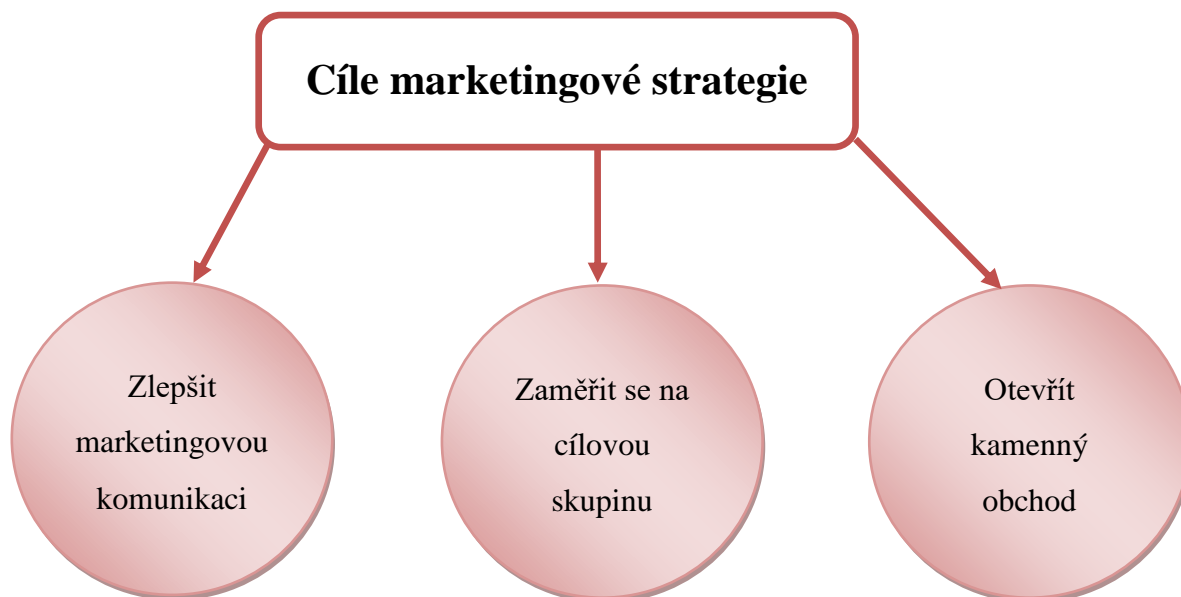 Cíle marketingové strategie
Zlepšit
marketingovou
komunikaci
Zaměřit se na
cílovou
skupinu
Otevřít
kamenný
obchod